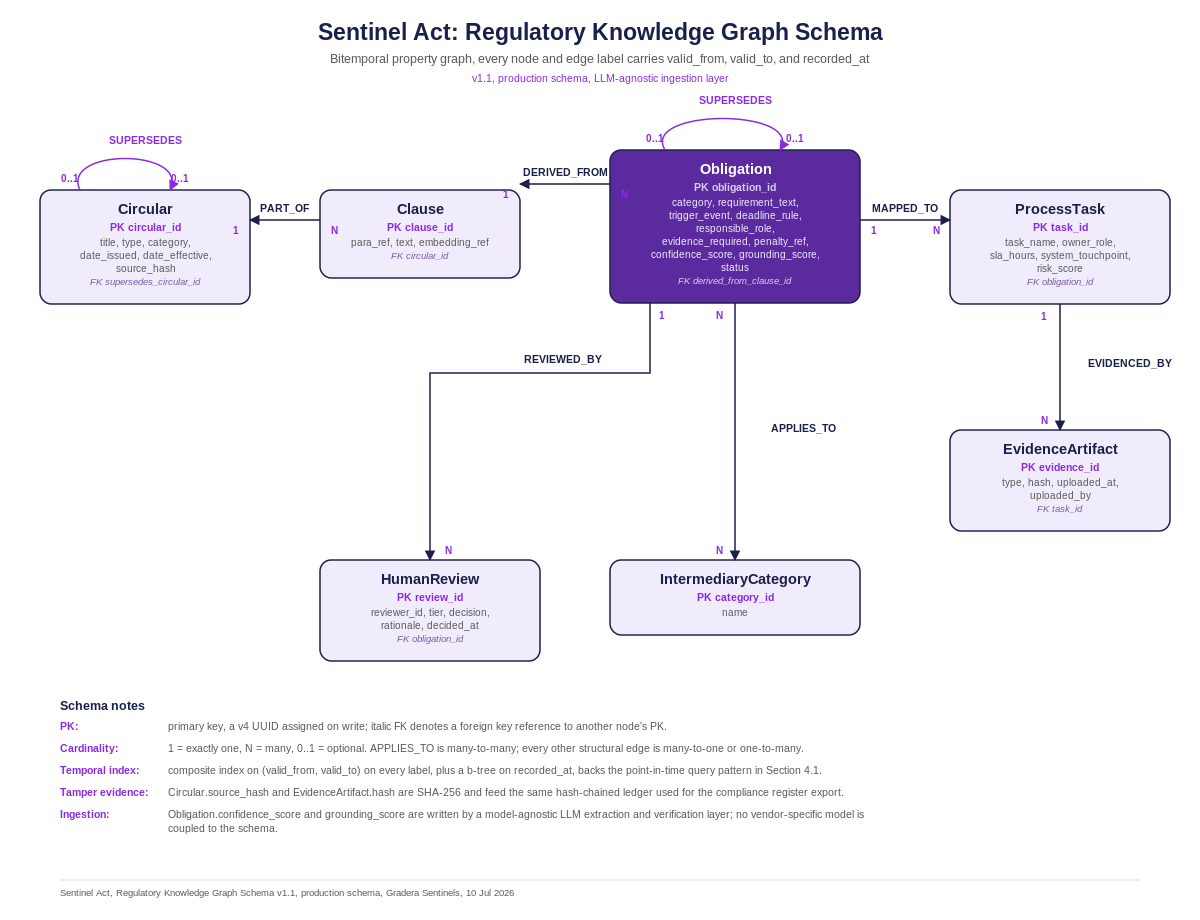 Sentinel Act: Regulatory Knowledge Graph Schema
Bitemporal property graph, every node and edge label carries valid_from, valid_to, and recorded_at
v1.1, production schema, LLM-agnostic ingestion layer
SUPERSEDES
0..1
0..1
Circular
PK circular_id
title, type, category,
date_issued, date_effective,
source_hash
FK supersedes_circular_id
PART_OF
1
N
Clause
PK clause_id
para_ref, text, embedding_ref
FK circular_id
DERIVED_FROM
1
N
SUPERSEDES
0..1
0..1
Obligation
PK obligation_id
category, requirement_text,
trigger_event, deadline_rule,
responsible_role,
evidence_required, penalty_ref,
confidence_score, grounding_score,
status
FK derived_from_clause_id
MAPPED_TO
1
N
ProcessTask
PK task_id
task_name, owner_role,
sla_hours, system_touchpoint,
risk_score
FK obligation_id
1
N
REVIEWED_BY
1
EVIDENCED_BY
APPLIES_TO
N
EvidenceArtifact
PK evidence_id
type, hash, uploaded_at,
uploaded_by
FK task_id
N
N
HumanReview
PK review_id
reviewer_id, tier, decision,
rationale, decided_at
FK obligation_id
IntermediaryCategory
PK category_id
name
Schema notes
PK: primary key, a v4 UUID assigned on write; italic FK denotes a foreign key reference to another node's PK.
Cardinality: 1 = exactly one, N = many, 0..1 = optional. APPLIES_TO is many-to-many; every other structural edge is many-to-one or one-to-many.
Temporal index: composite index on (valid_from, valid_to) on every label, plus a b-tree on recorded_at, backs the point-in-time query pattern in Section 4.1.
Tamper evidence: Circular.source_hash and EvidenceArtifact.hash are SHA-256 and feed the same hash-chained ledger used for the compliance register export.
Ingestion: Obligation.confidence_score and grounding_score are written by a model-agnostic LLM extraction and verification layer; no vendor-specific model is
coupled to the schema.
Sentinel Act, Regulatory Knowledge Graph Schema v1.1, production schema, Gradera Sentinels, 10 Jul 2026